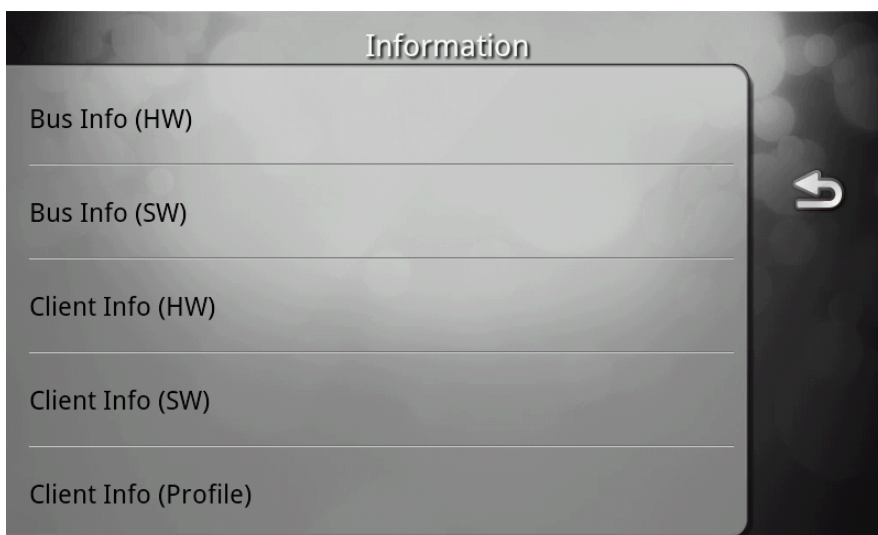 Information
Bus Info (HW)
Bus Info (SW)
Client Info (HW)
Client Info (SW)
Client Info (Profile)